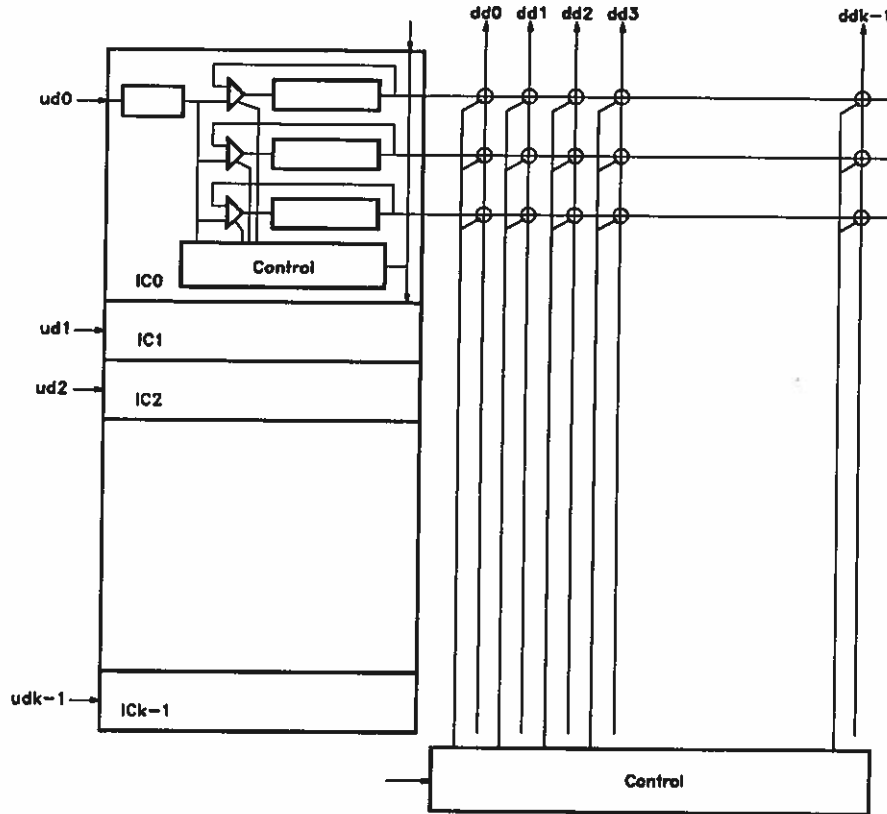 dd0 dd1 dd2 dd3 ddk-1
ud0
Control
IC0
ud1
IC1
ud2
IC2
udk-1
ICk-1
Control